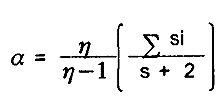 α = η / η−1 ( ∑ si / s + 2 )